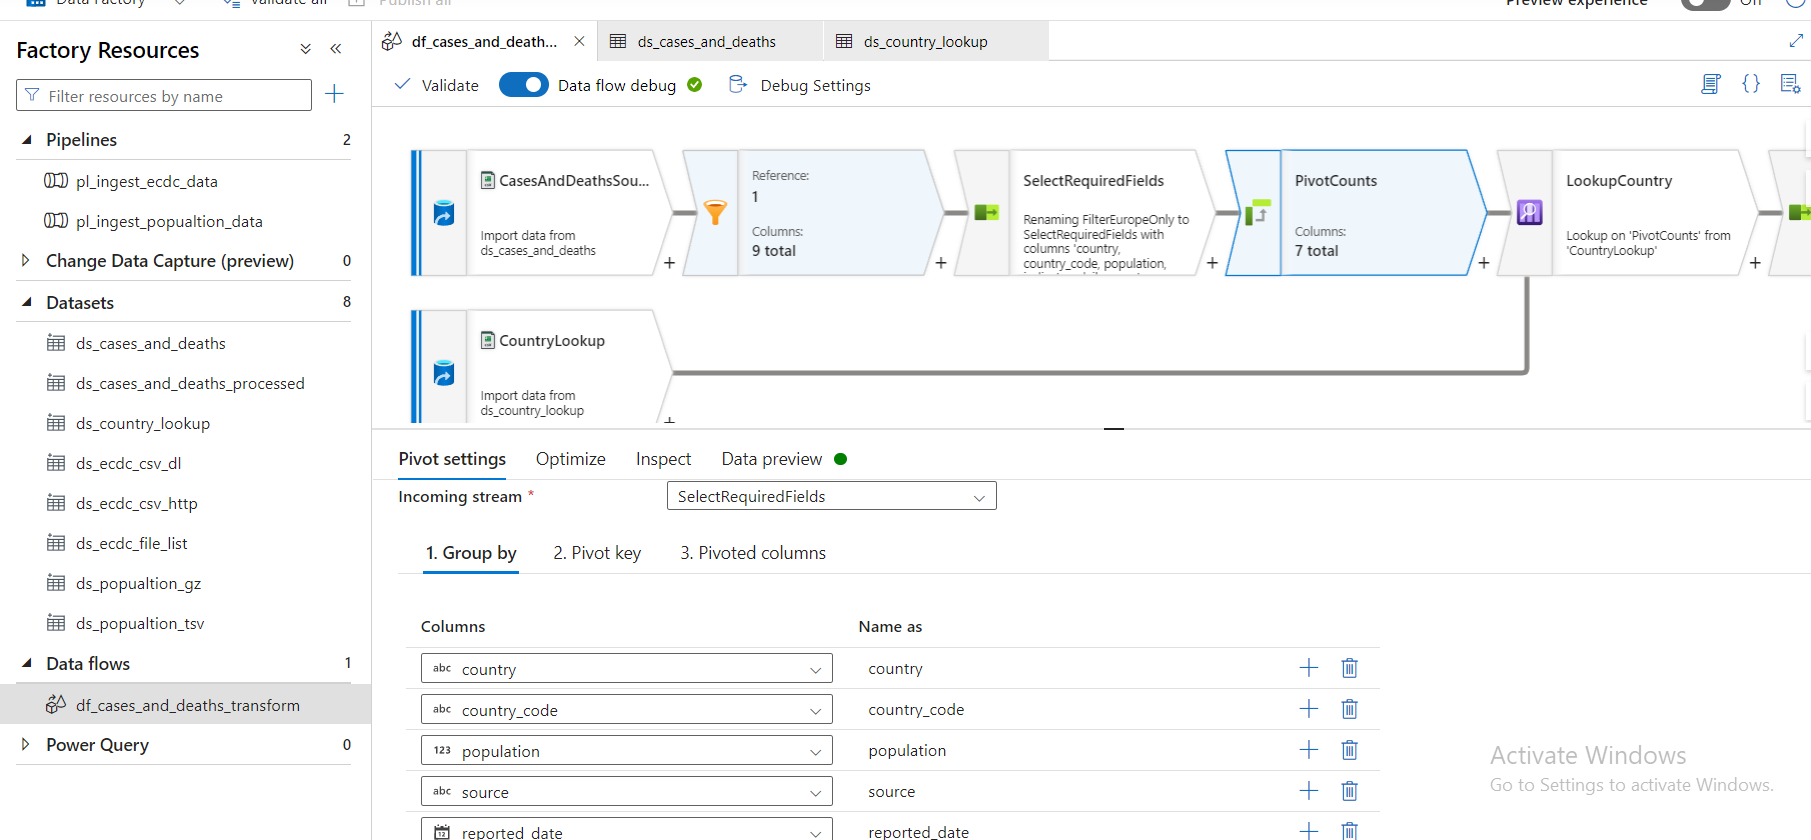 Data Factory
Validate all
Publish all
Preview experience
Off
Factory Resources
Filter resources by name
Pipelines 2
pl_ingest_ecdc_data
pl_ingest_popualtion_data
Change Data Capture (preview) 0
Datasets 8
ds_cases_and_deaths
ds_cases_and_deaths_processed
ds_country_lookup
ds_ecdc_csv_dl
ds_ecdc_csv_http
ds_ecdc_file_list
ds_popualtion_gz
ds_popualtion_tsv
Data flows 1
df_cases_and_deaths_transform
Power Query 0
df_cases_and_death...
ds_cases_and_deaths
ds_country_lookup
Validate
Data flow debug
Debug Settings
CasesAndDeathsSou...
Import data from
ds_cases_and_deaths
Reference:
1
Columns:
9 total
SelectRequiredFields
Renaming FilterEuropeOnly to
SelectRequiredFields with
columns 'country,
country_code, population,
PivotCounts
Columns:
7 total
LookupCountry
Lookup on 'PivotCounts' from
'CountryLookup'
CountryLookup
Import data from
ds_country_lookup
Pivot settings
Optimize
Inspect
Data preview
Incoming stream *
SelectRequiredFields
1. Group by
2. Pivot key
3. Pivoted columns
Columns
Name as
abc country
country
abc country_code
country_code
123 population
population
abc source
source
12 reported_date
reported_date
Activate Windows
Go to Settings to activate Windows.